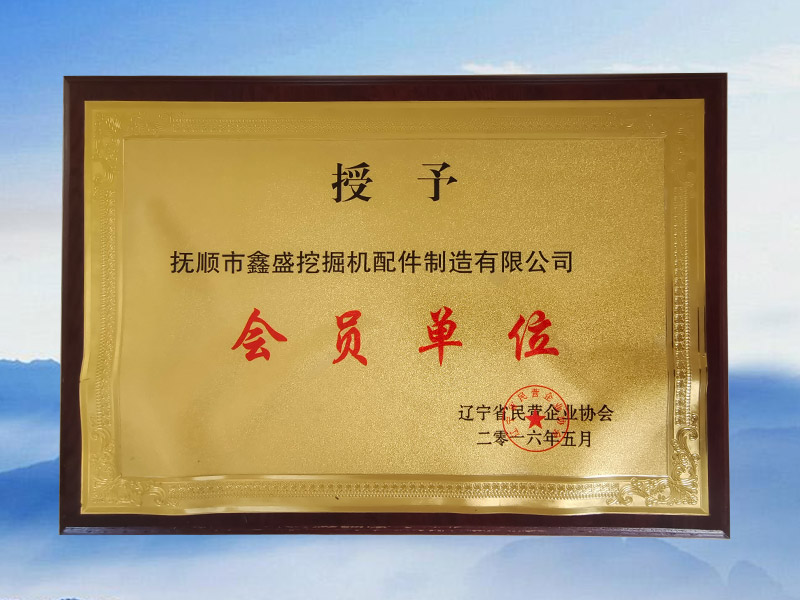 授予
抚顺市鑫盛挖掘机配件制造有限公司
会员单位
辽宁省民营企业协会
二零一六年五月